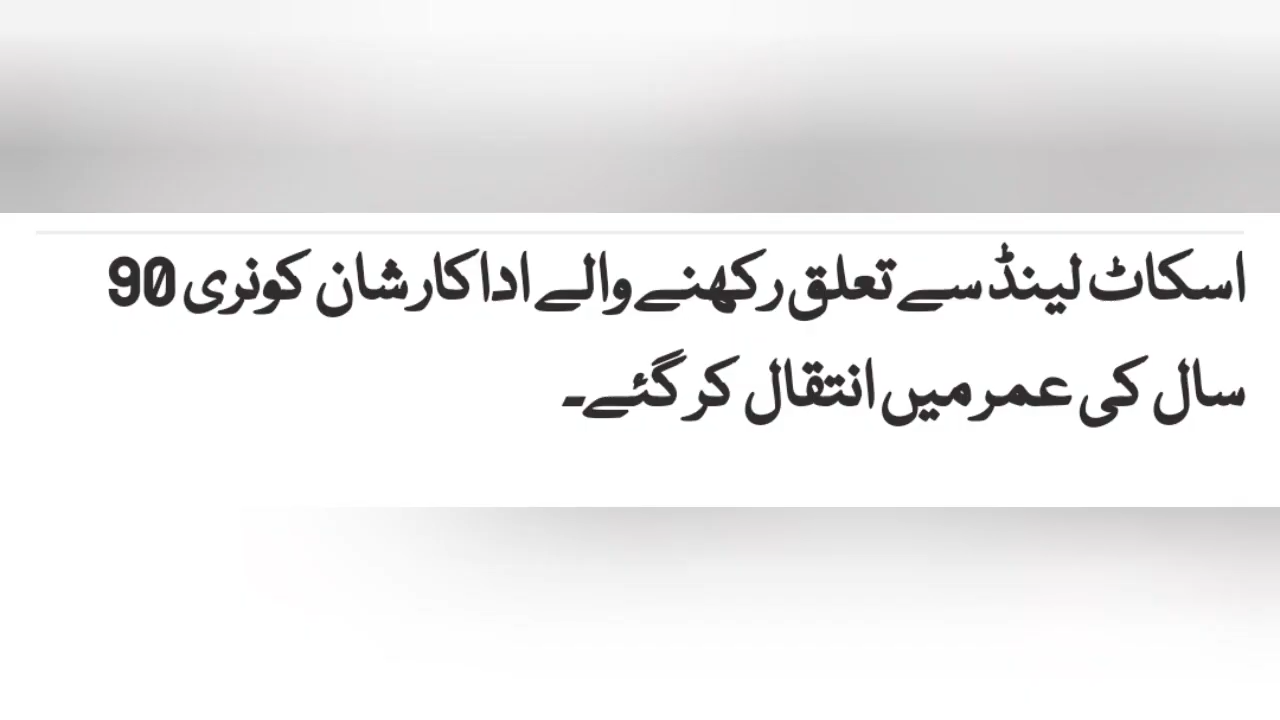 اسکاٹ لینڈ سے تعلق رکھنے والے اداکار شان کونری 90
سال کی عمر میں انتقال کر گئے۔